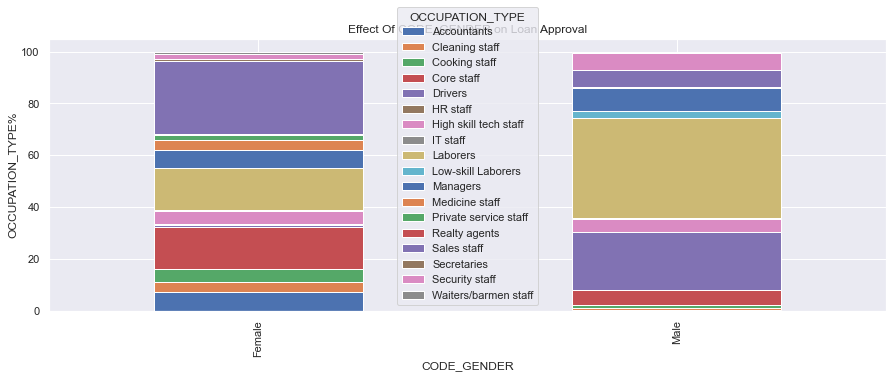 OCCUPATION_TYPE
Effect Of CODE_GENDER on Loan Approval
Accountants
Cleaning staff
Cooking staff
Core staff
Drivers
HR staff
High skill tech staff
IT staff
Laborers
Low-skill Laborers
Managers
Medicine staff
Private service staff
Realty agents
Sales staff
Secretaries
Security staff
Waiters/barmen staff
OCCUPATION_TYPE%
100
80
60
40
20
0
Female
Male
CODE_GENDER